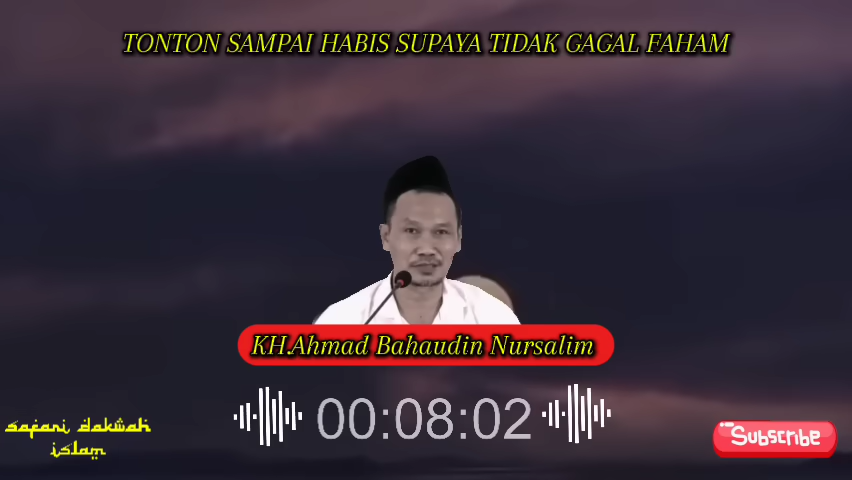 TONTON SAMPAI HABIS SUPAYA TIDAK GAGAL FAHAM
KH.Ahmad Bahaudin Nursalim
00:08:02
safari dakwah
islam
Subscribe